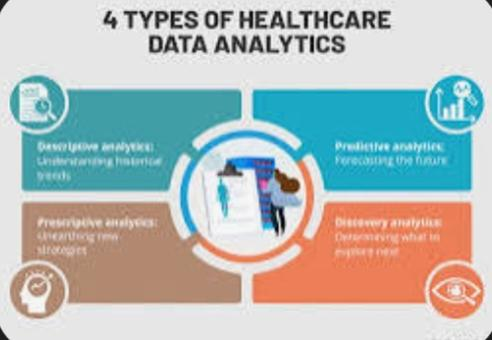 4 TYPES OF HEALTHCARE
DATA ANALYTICS
Descriptive analytics:
Understanding historical
trends
Predictive analytics:
Forecasting the future
Prescriptive analytics:
Unearthing new
strategies
Discovery analytics:
Determining what to
explore next